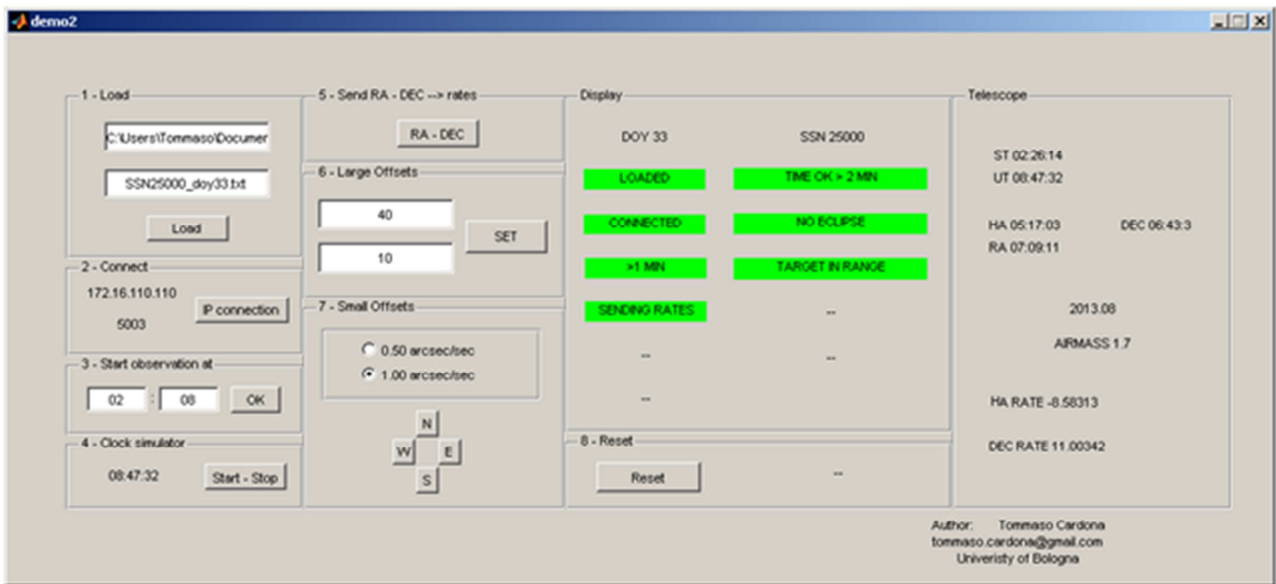 demo2
1 - Load
C:\Users\Tommaso\Documer
SSN25000_doy33.txt
Load
2 - Connect
172.16.110.110
5003
IP connection
3 - Start observation at
02 : 08 OK
4 - Clock simulator
08:47:32
Start - Stop
5 - Send RA - DEC --> rates
RA - DEC
6 - Large Offsets
40
10
SET
7 - Small Offsets
0.50 arcsec/sec
1.00 arcsec/sec
N
W E
S
Display
DOY 33 SSN 25000
LOADED TIME OK > 2 MIN
CONNECTED NO ECLIPSE
>1 MIN TARGET IN RANGE
SENDING RATES --
-- --
--
8 - Reset
Reset --
Telescope
ST 02:26:14
UT 08:47:32
HA 05:17:03 DEC 06:43:3
RA 07:09:11
2013.08
AIRMASS 1.7
HA RATE -8.58313
DEC RATE 11.00342
Author: Tommaso Cardona
tommaso.cardona@gmail.com
Univeristy of Bologna